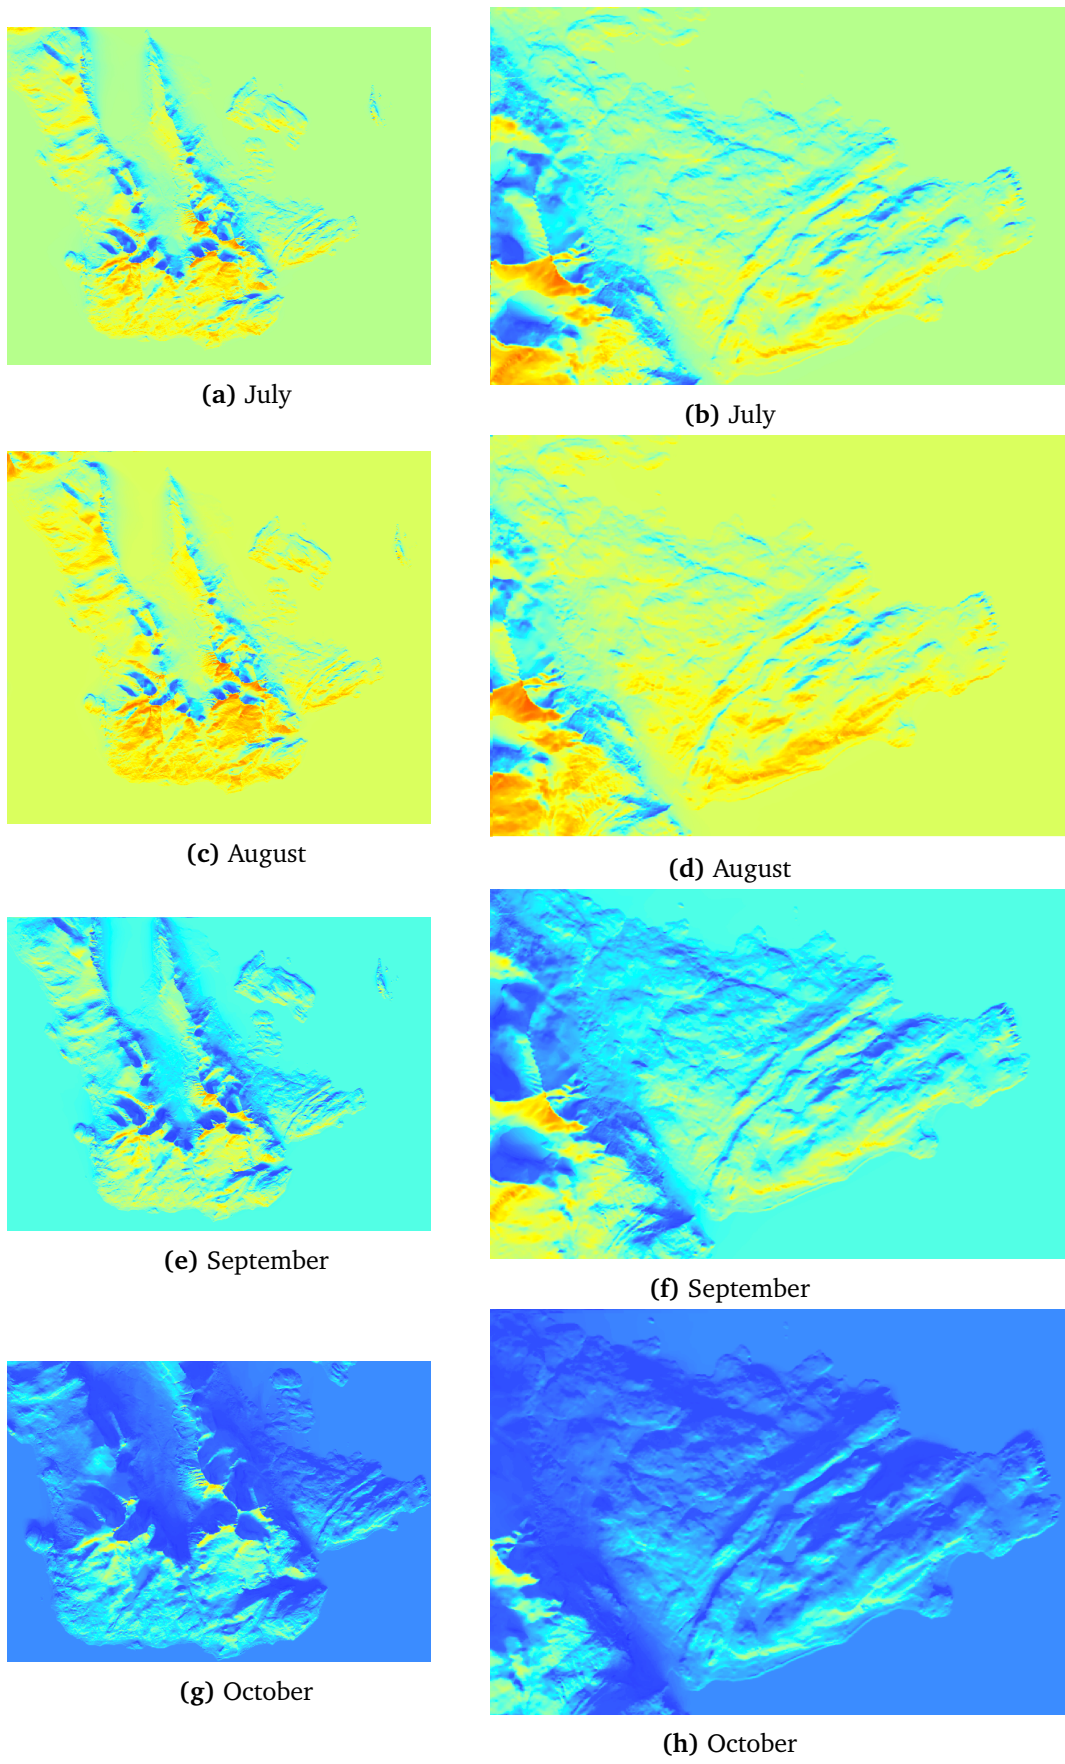 (a) July
(b) July
(c) August
(d) August
(e) September
(f) September
(g) October
(h) October